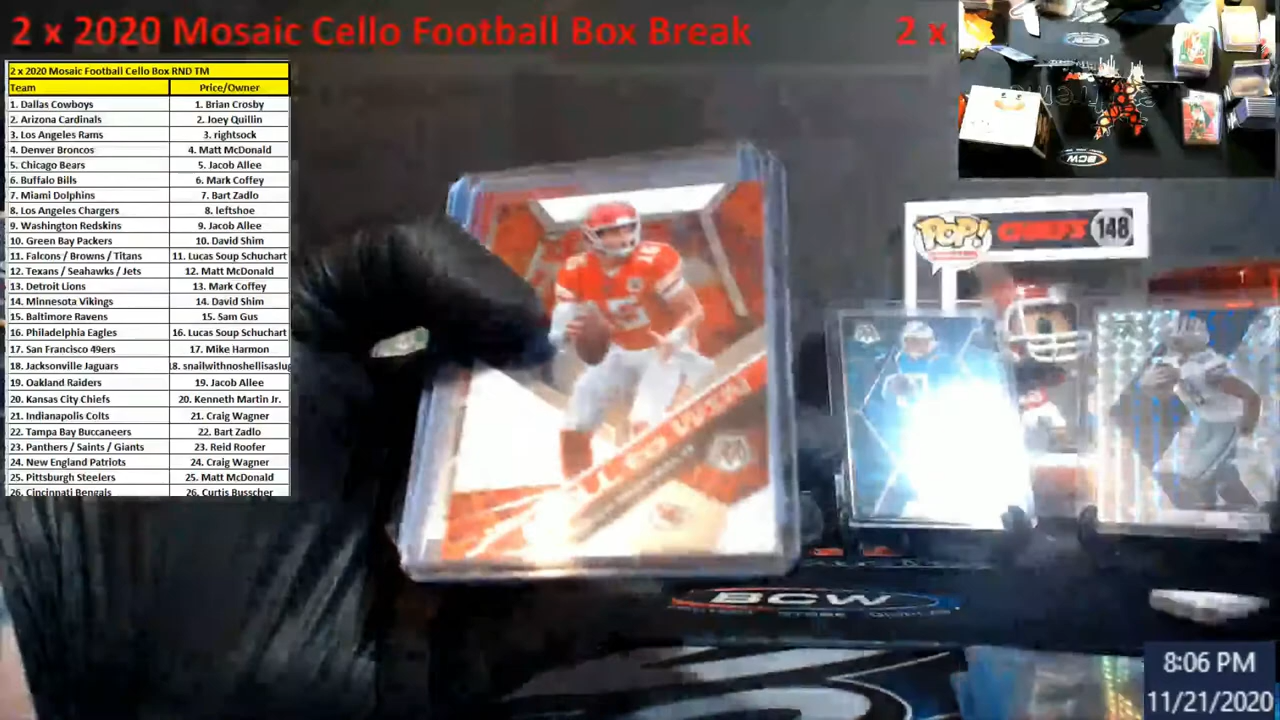 2 x 2020 Mosaic Cello Football Box Break
2 x
2 x 2020 Mosaic Football Cello Box RND TM
Team Price/Owner
1. Dallas Cowboys 1. Brian Crosby
2. Arizona Cardinals 2. Joey Quillin
3. Los Angeles Rams 3. rightsock
4. Denver Broncos 4. Matt McDonald
5. Chicago Bears 5. Jacob Allee
6. Buffalo Bills 6. Mark Coffey
7. Miami Dolphins 7. Bart Zadlo
8. Los Angeles Chargers 8. leftshoe
9. Washington Redskins 9. Jacob Allee
10. Green Bay Packers 10. David Shim
11. Falcons / Browns / Titans 11. Lucas Soup Schuchart
12. Texans / Seahawks / Jets 12. Matt McDonald
13. Detroit Lions 13. Mark Coffey
14. Minnesota Vikings 14. David Shim
15. Baltimore Ravens 15. Sam Gus
16. Philadelphia Eagles 16. Lucas Soup Schuchart
17. San Francisco 49ers 17. Mike Harmon
18. Jacksonville Jaguars 18. snailwithnoshellisaslug
19. Oakland Raiders 19. Jacob Allee
20. Kansas City Chiefs 20. Kenneth Martin Jr.
21. Indianapolis Colts 21. Craig Wagner
22. Tampa Bay Buccaneers 22. Bart Zadlo
23. Panthers / Saints / Giants 23. Reid Roofer
24. New England Patriots 24. Craig Wagner
25. Pittsburgh Steelers 25. Matt McDonald
26. Cincinnati Bengals 26. Curtis Busscher
BCW
POP!
CHIEFS
148
15
BCW
8:06 PM
11/21/2020